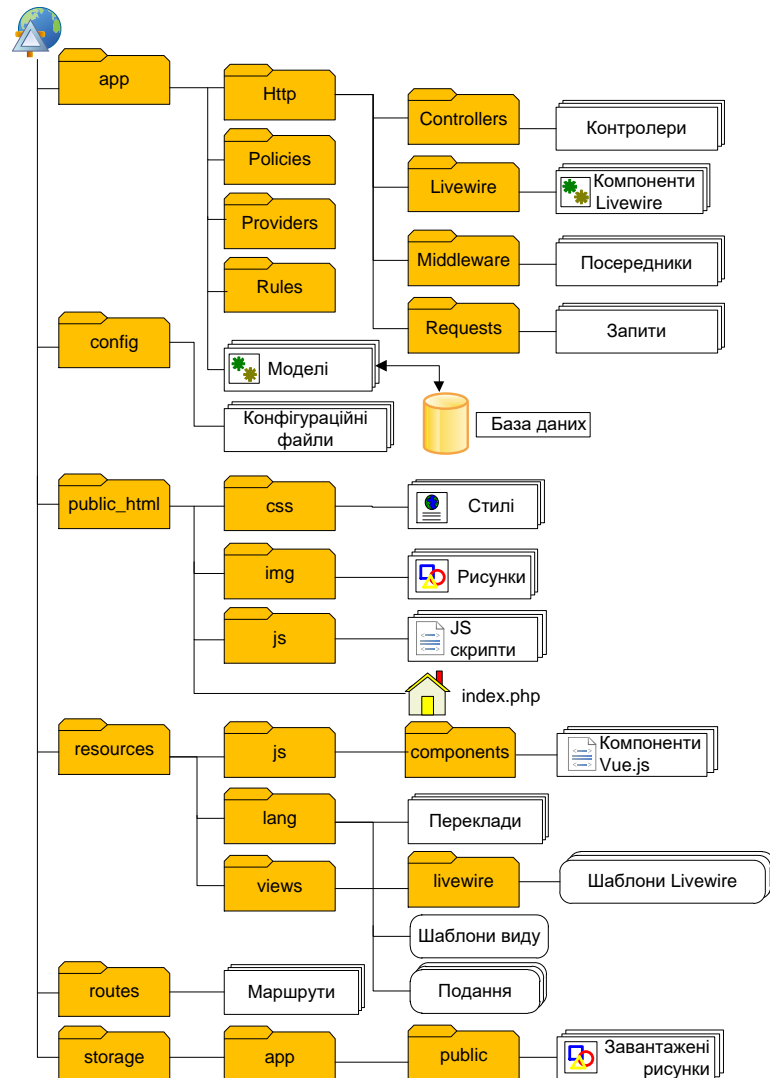 app
Http
Controllers
Контролери
Policies
Livewire
Компоненти
Livewire
Providers
Middleware
Посередники
Rules
Requests
Запити
config
Моделі
Конфігураційні
файли
База даних
public_html
css
Стилі
img
Рисунки
js
JS
скрипти
index.php
resources
js
components
Компоненти
Vue.js
lang
Переклади
views
livewire
Шаблони Livewire
Шаблони виду
Подання
routes
Маршрути
storage
app
public
Завантажені
рисунки